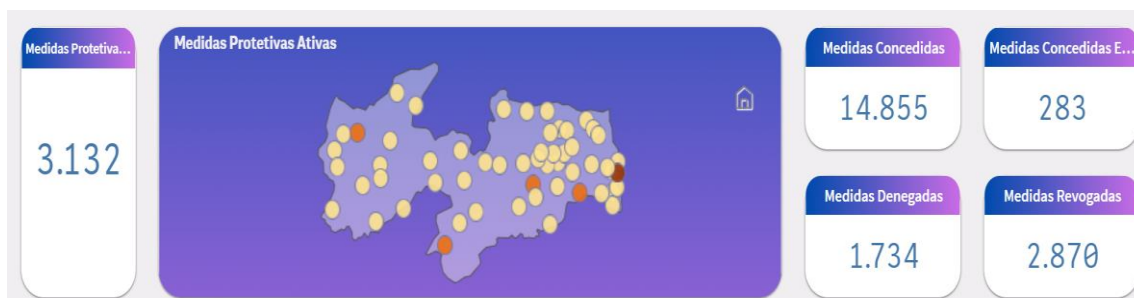 Medidas Protetiva...
3.132
Medidas Protetivas Ativas
Medidas Concedidas
14.855
Medidas Concedidas E...
283
Medidas Denegadas
1.734
Medidas Revogadas
2.870